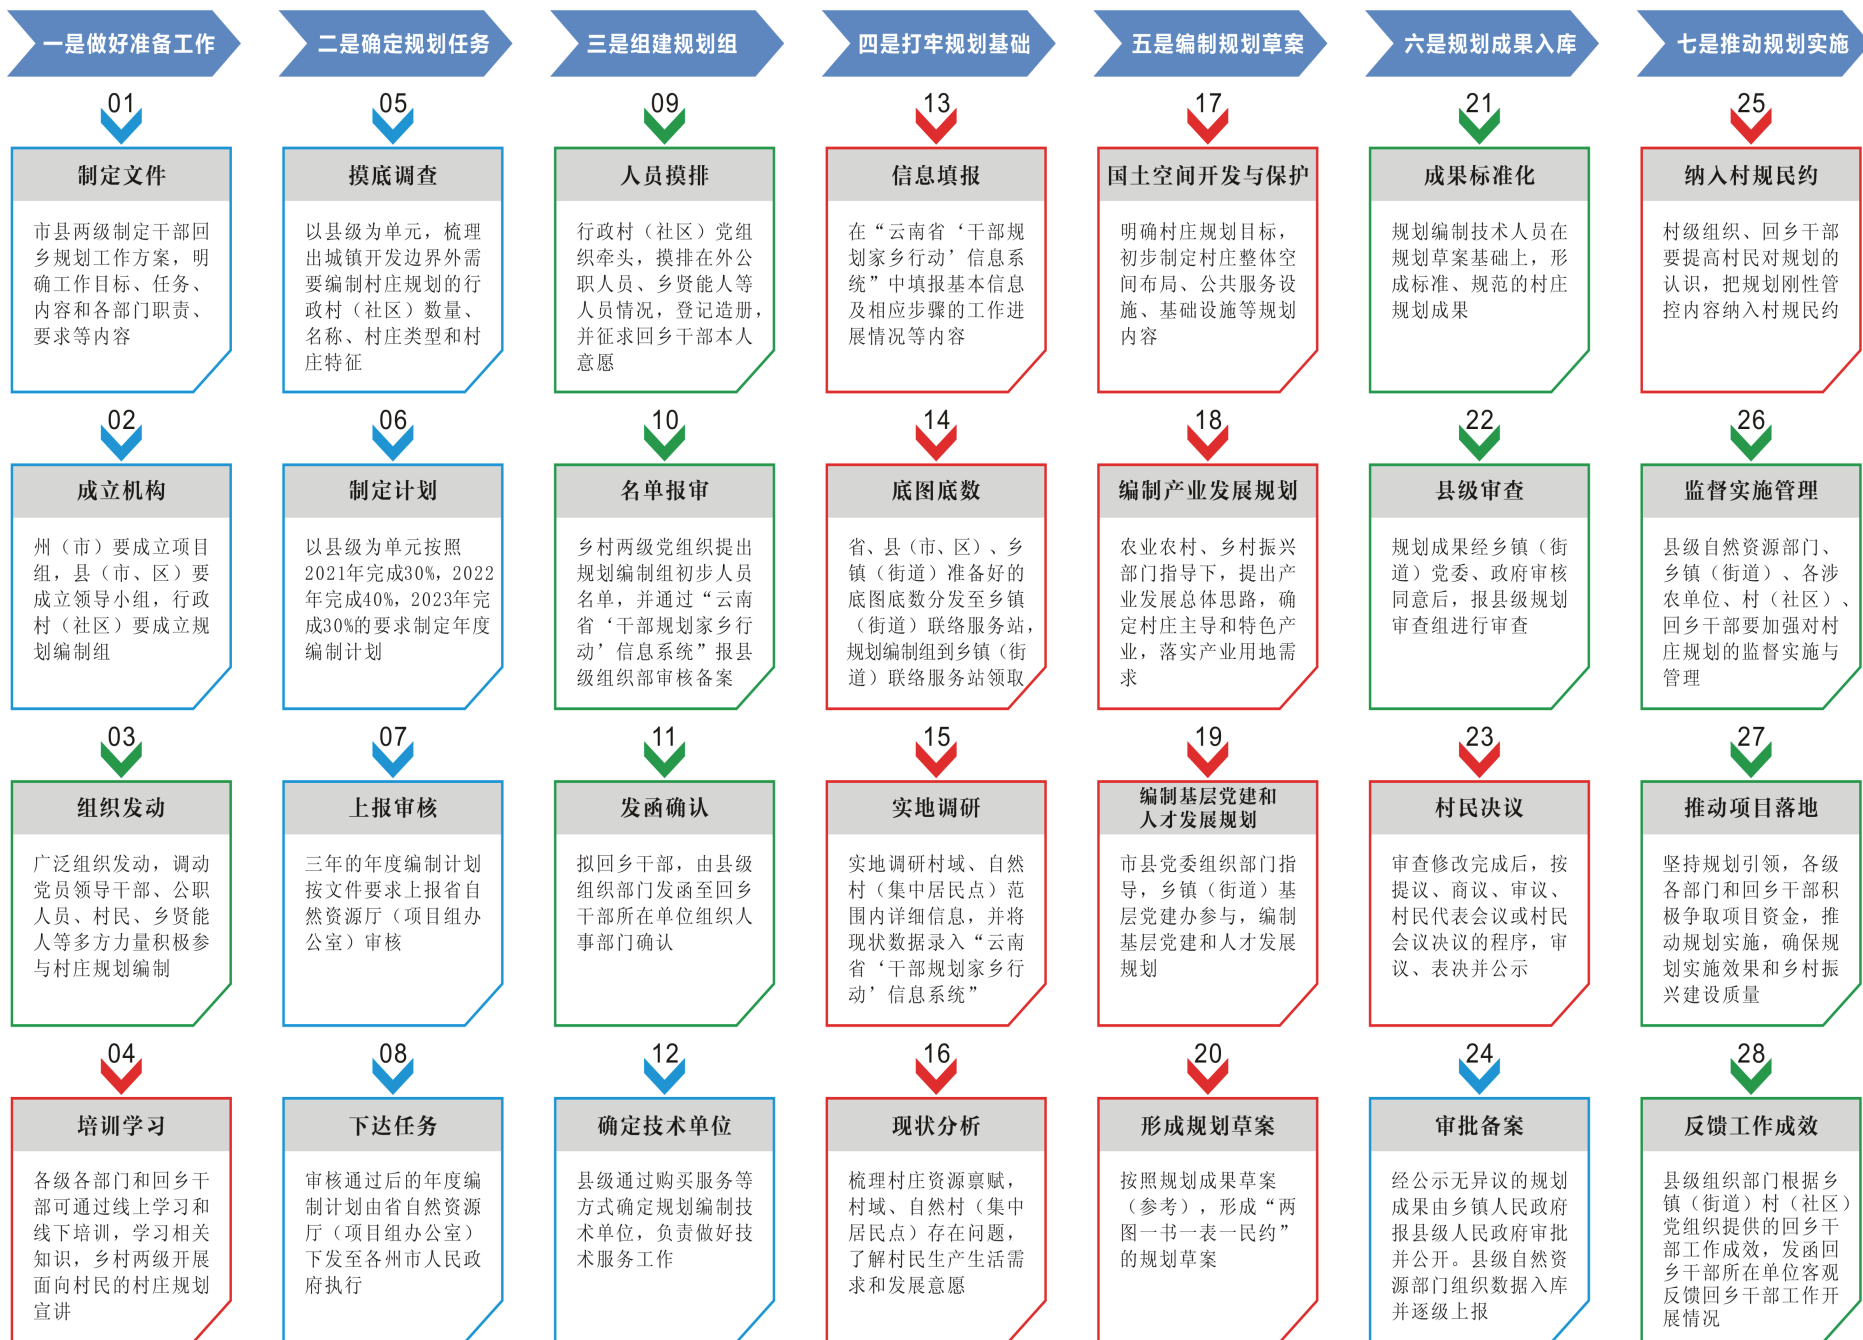 一是做好准备工作
01
制定文件
市县两级制定干部回
乡规划工作方案，明
确工作目标、任务、
内容和各部门职责、
要求等内容
02
成立机构
州（市）要成立项目
组，县（市、区）要
成立领导小组，行政
村（社区）要成立规
划编制组
03
组织发动
广泛组织发动，调动
党员领导干部、公职
人员、村民、乡贤能
人等多方力量积极参
与村庄规划编制
04
培训学习
各级各部门和回乡干
部可通过线上学习和
线下培训，学习相关
知识，乡村两级开展
面向村民的村庄规划
宣讲
二是确定规划任务
05
摸底调查
以县级为单元，梳理
出城镇开发边界外需
要编制村庄规划的行
政村（社区）数量、
名称、村庄类型和村
庄特征
06
制定计划
以县级为单元按照
2021年完成30%，2022
年完成40%，2023年完
成30%的要求制定年度
编制计划
07
上报审核
三年的年度编制计划
按文件要求上报省自
然资源厅（项目组办
公室）审核
08
下达任务
审核通过后的年度编
制计划由省自然资源
厅（项目组办公室）
下发至各州市人民政
府执行
三是组建规划组
09
人员摸排
行政村（社区）党组
织牵头，摸排在外公
职人员、乡贤能人等
人员情况，登记造册，
并征求回乡干部本人
意愿
10
名单报审
乡村两级党组织提出
规划编制组初步人员
名单，并通过“云南
省‘干部规划家乡行
动’信息系统”报县
级组织部审核备案
11
发函确认
拟回乡干部，由县级
组织部门发函至回乡
干部所在单位组织人
事部门确认
12
确定技术单位
县级通过购买服务等
方式确定规划编制技
术单位，负责做好技
术服务工作
四是打牢规划基础
13
信息填报
在“云南省‘干部规
划家乡行动’信息系
统”中填报基本信息
及相应步骤的工作进
展情况等内容
14
底图底数
省、县（市、区）、乡
镇（街道）准备好的
底图底数分发至乡镇
（街道）联络服务站，
规划编制组到乡镇（街
道）联络服务站领取
15
实地调研
实地调研村域、自然
村（集中居民点）范
围内详细信息，并将
现状数据录入“云南
省‘干部规划家乡行
动’信息系统”
16
现状分析
梳理村庄资源禀赋，
村域、自然村（集中
居民点）存在问题，
了解村民生产生活需
求和发展意愿
五是编制规划草案
17
国土空间开发与保护
明确村庄规划目标，
初步制定村庄整体空
间布局、公共服务设
施、基础设施等规划
内容
18
编制产业发展规划
农业农村、乡村振兴
部门指导下，提出产
业发展总体思路，确
定村庄主导和特色产
业，落实产业用地需
求
19
编制基层党建和
人才发展规划
市县党委组织部门指
导，乡镇（街道）基
层党建办参与，编制
基层党建和人才发展
规划
20
形成规划草案
按照规划成果草案
（参考），形成“两
图一书一表一民约”
的规划草案
六是规划成果入库
21
成果标准化
规划编制技术人员在
规划草案基础上，形
成标准、规范的村庄
规划成果
22
县级审查
规划成果经乡镇（街
道）党委、政府审核
同意后，报县级规划
审查组进行审查
23
村民决议
审查修改完成后，按
提议、商议、审议、
村民代表会议或村民
会议决议的程序，审
议、表决并公示
24
审批备案
经公示无异议的规划
成果由乡镇人民政府
报县级人民政府审批
并公开。县级自然资
源部门组织数据入库
并逐级上报
七是推动规划实施
25
纳入村规民约
村级组织、回乡干部
要提高村民对规划的
认识，把规划刚性管
控内容纳入村规民约
26
监督实施管理
县级自然资源部门、
乡镇（街道）、各涉
农单位、村（社区）、
回乡干部要加强对村
庄规划的监督实施与
管理
27
推动项目落地
坚持规划引领，各级
各部门和回乡干部积
极争取项目资金，推
动规划实施，确保规
划实施效果和乡村振
兴建设质量
28
反馈工作成效
县级组织部门根据乡
镇（街道）村（社区）
党组织提供的回乡干
部工作成效，发函回
乡干部所在单位客观
反馈回乡干部工作开
展情况